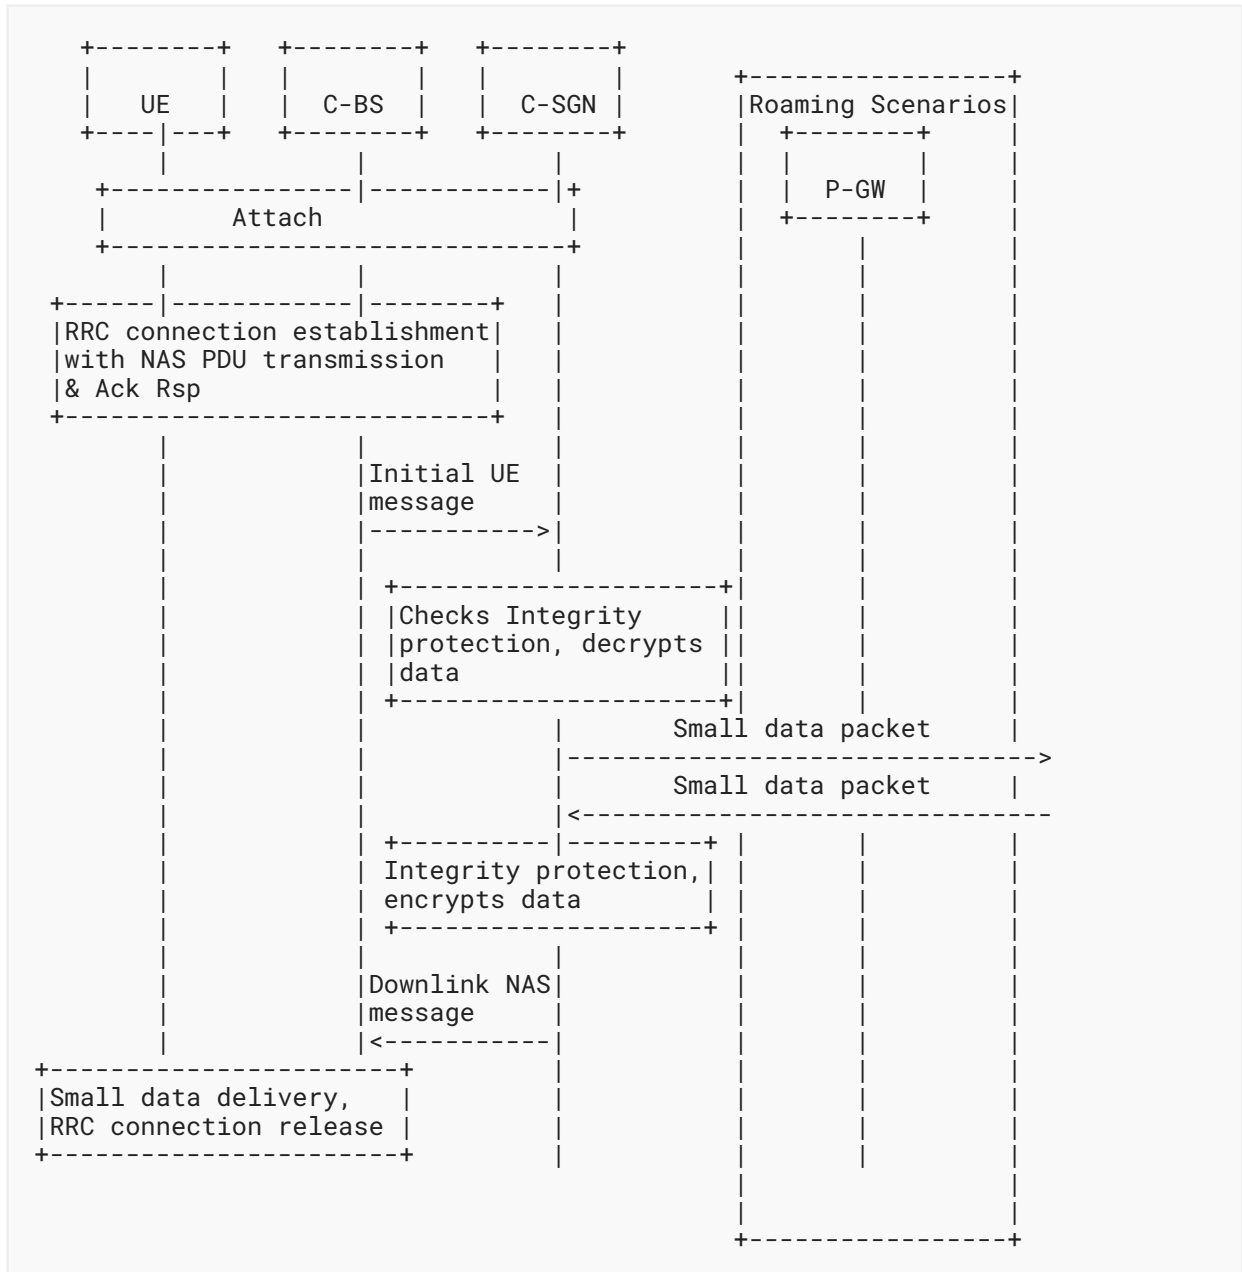 UE C-BS C-SGN
Roaming Scenarios
P-GW
Attach
RRC connection establishment
with NAS PDU transmission
& Ack Rsp
Initial UE
message
Checks Integrity
protection, decrypts
data
Small data packet
Small data packet
Integrity protection,
encrypts data
Downlink NAS
message
Small data delivery,
RRC connection release